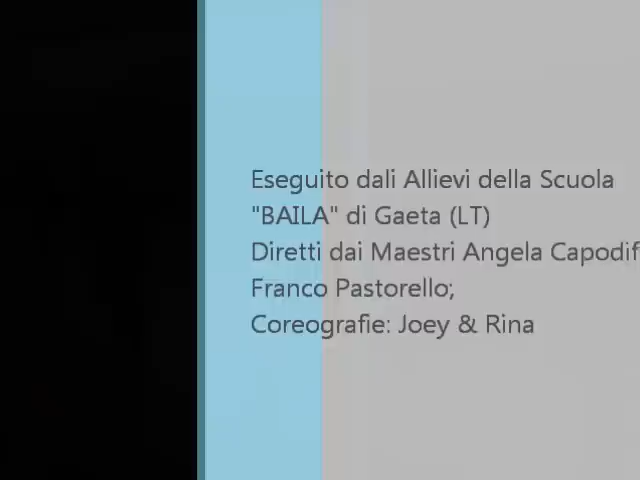 Eseguito dali Allievi della Scuola
"BAILA" di Gaeta (LT)
Diretti dai Maestri Angela Capodif
Franco Pastorello;
Coreografie: Joey & Rina